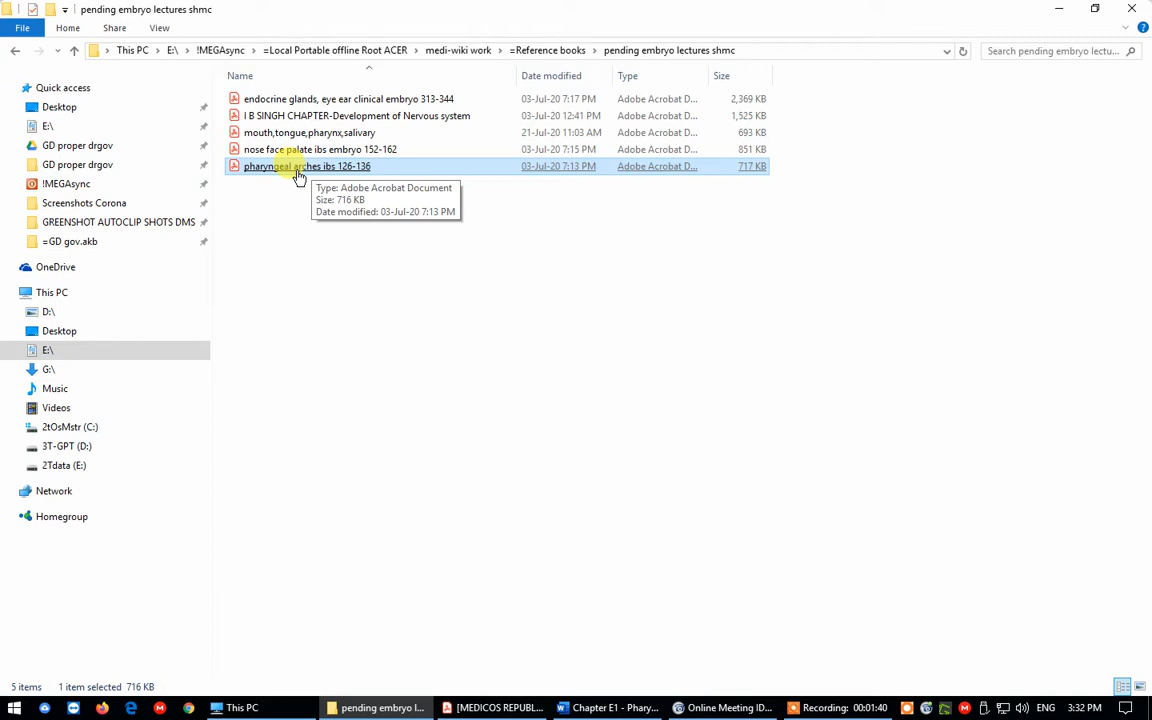 pending embryo lectures shmc
File Home Share View
This PC E:\ !MEGAsync =Local Portable offline Root ACER medi-wiki work =Reference books pending embryo lectures shmc Search pending embryo lectu...
Name Date modified Type Size
Quick access
Desktop
E:\
GD proper drgov
GD proper drgov
!MEGAsync
Screenshots Corona
GREENSHOT AUTOCLIP SHOTS DMS
=GD gov.akb
OneDrive
This PC
D:\
Desktop
E:\
G:\
Music
Videos
2tOsMstr (C:)
3T-GPT (D:)
2Tdata (E:)
Network
Homegroup
endocrine glands, eye ear clinical embryo 313-344 03-Jul-20 7:17 PM Adobe Acrobat D... 2,369 KB
I B SINGH CHAPTER-Development of Nervous system 03-Jul-20 12:41 PM Adobe Acrobat D... 1,525 KB
mouth,tongue,pharynx,salivary 21-Jul-20 11:03 AM Adobe Acrobat D... 693 KB
nose face palate ibs embryo 152-162 03-Jul-20 7:15 PM Adobe Acrobat D... 851 KB
pharyngeal arches ibs 126-136 03-Jul-20 7:13 PM Adobe Acrobat D... 717 KB
Type: Adobe Acrobat Document
Size: 716 KB
Date modified: 03-Jul-20 7:13 PM
5 items 1 item selected 716 KB
This PC pending embryo l... [MEDICOS REPUBL... Chapter E1 - Phary... Online Meeting ID... Recording: 00:01:40 ENG 3:32 PM